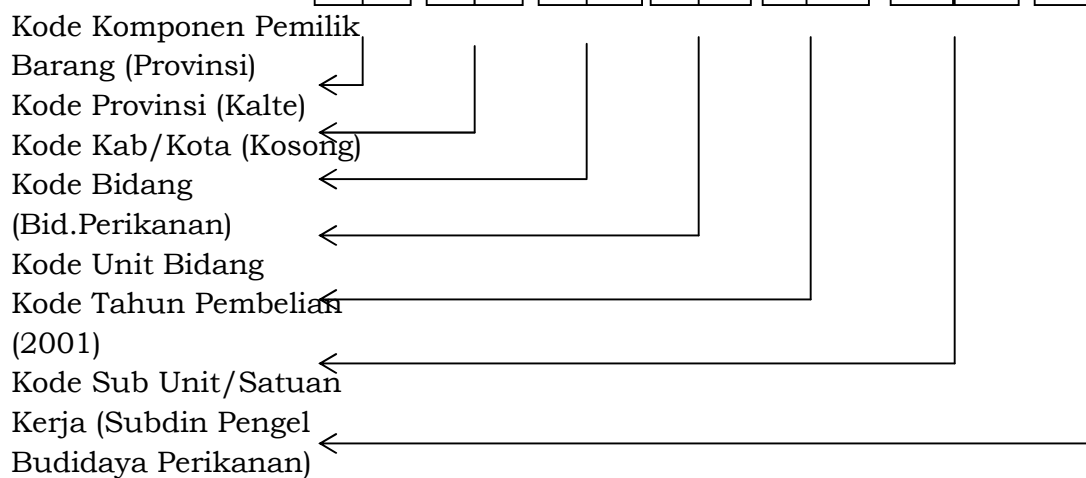 Kode Komponen Pemilik
Barang (Provinsi)
Kode Provinsi (Kalte)
Kode Kab/Kota (Kosong)
Kode Bidang
(Bid.Perikanan)
Kode Unit Bidang
Kode Tahun Pembelian
(2001)
Kode Sub Unit/Satuan
Kerja (Subdin Pengel
Budidaya Perikanan)